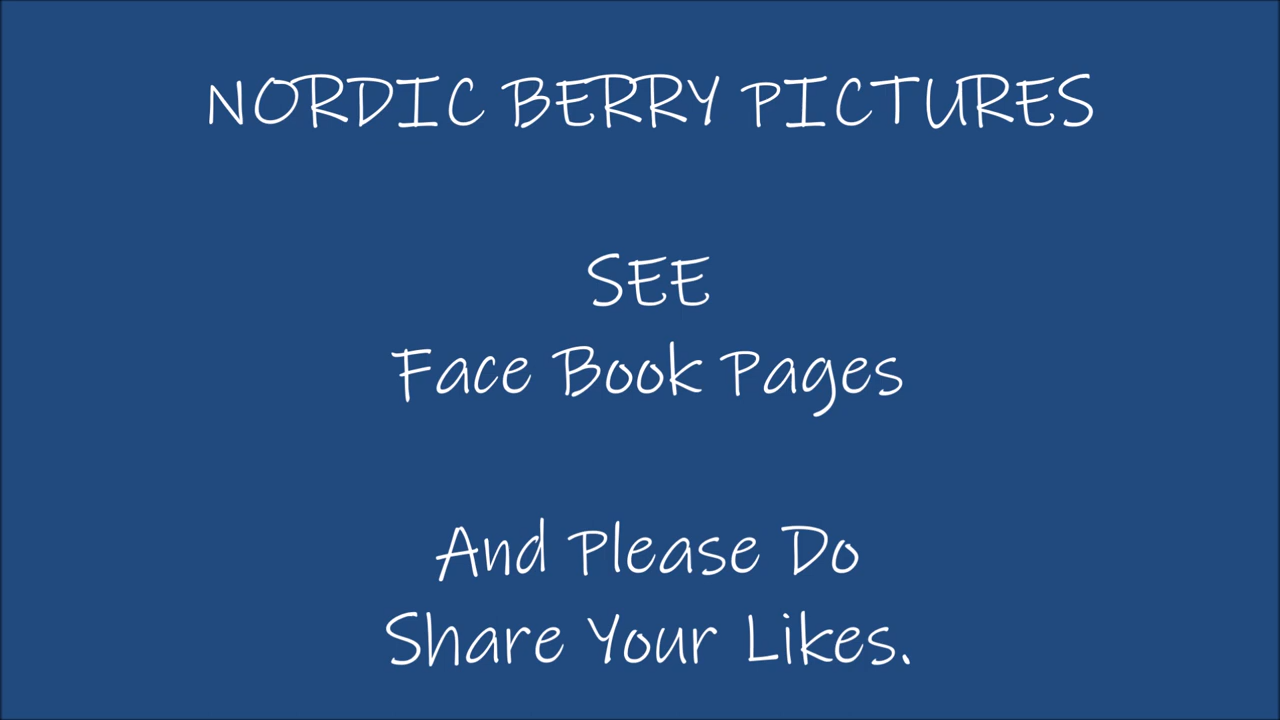 NORDIC BERRY PICTURES
SEE
Face Book Pages
And Please Do
Share Your Likes.